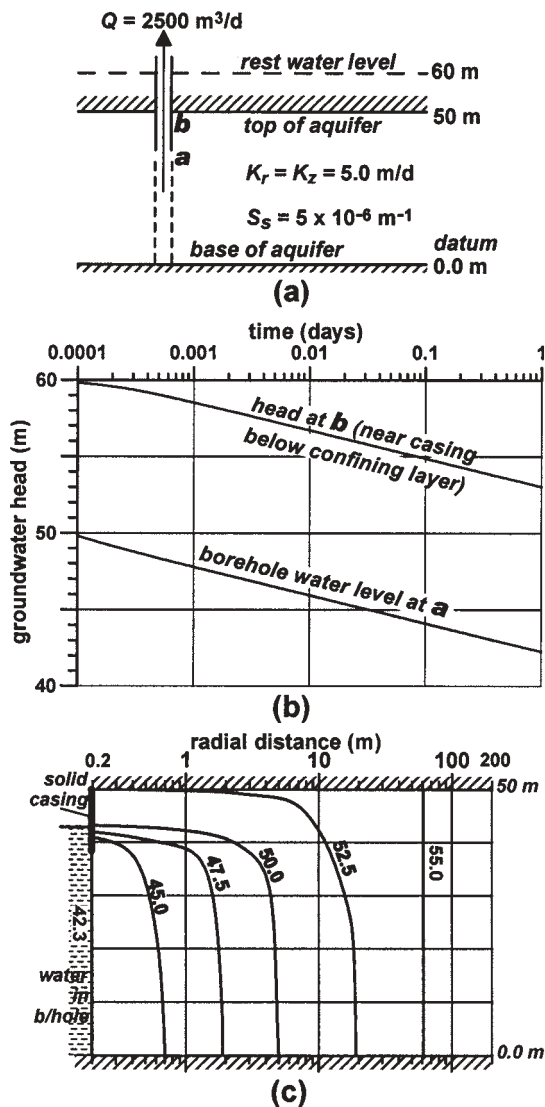 Q = 2500 m³/d
rest water level
60 m
50 m
b
top of aquifer
a
Kr = Kz = 5.0 m/d
Ss = 5 x 10⁻⁶ m⁻¹
base of aquifer
datum
0.0 m
(a)
time (days)
0.0001 0.001 0.01 0.1 1
60
head at b (near casing
below confining layer)
groundwater head (m)
50
borehole water level at a
40
(b)
radial distance (m)
0.2 1 10 100 200
solid
casing
50 m
45.0
47.5
50.0
52.5
55.0
42.3
water
in
b/hole
0.0 m
(c)